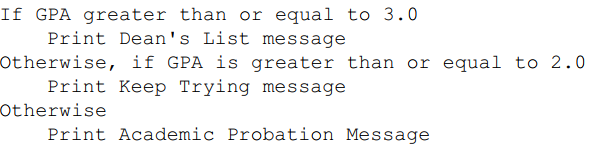 If GPA greater than or equal to 3.0
    Print Dean's List message
Otherwise, if GPA is greater than or equal to 2.0
    Print Keep Trying message
Otherwise
    Print Academic Probation Message